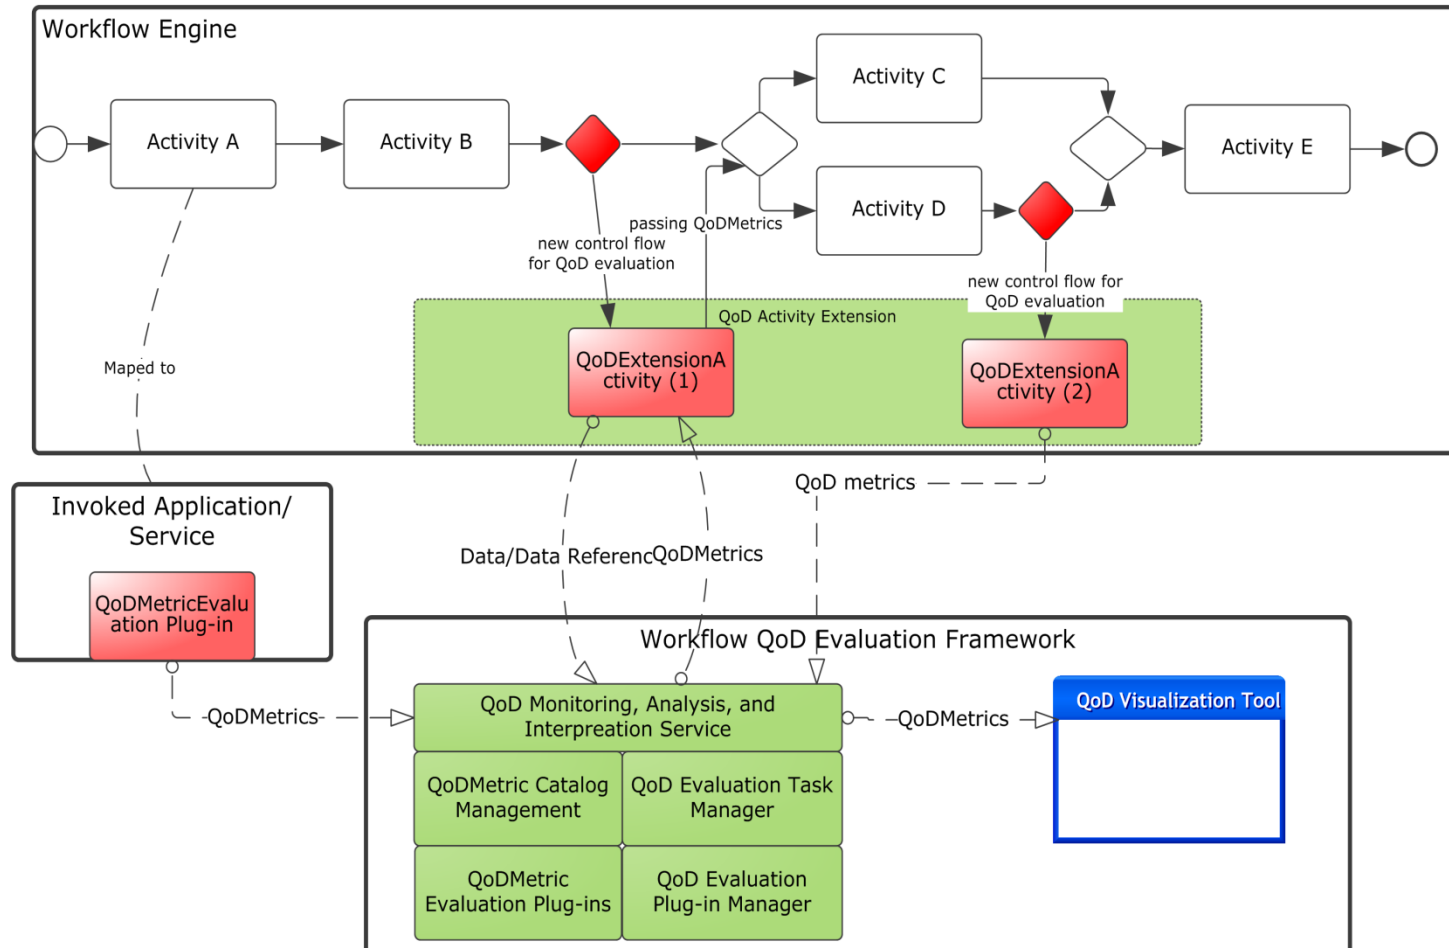 Workflow Engine
Activity C
Activity A
Activity B
Activity E
Activity D
passing QoDMetrics
new control flow
for QoD evaluation
new control flow for
QoD evaluation
QoD Activity Extension
QoDExtensionA
ctivity (1)
QoDExtensionA
ctivity (2)
Maped to
QoD metrics
Invoked Application/
Service
Data/Data Referenc
QoDMetrics
QoDMetricEvalu
ation Plug-in
Workflow QoD Evaluation Framework
QoDMetrics
QoD Monitoring, Analysis, and
Interpreation Service
QoDMetrics
QoD Visualization Tool
QoDMetric Catalog
Management
QoD Evaluation Task
Manager
QoDMetric
Evaluation Plug-ins
QoD Evaluation
Plug-in Manager